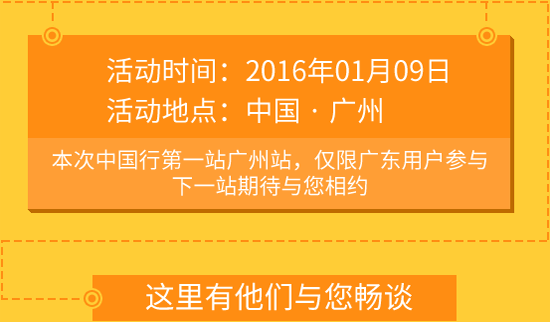 活动时间：2016年01月09日
活动地点：中国·广州
本次中国行第一站广州站，仅限广东用户参与
下一站期待与您相约
这里有他们与您畅谈